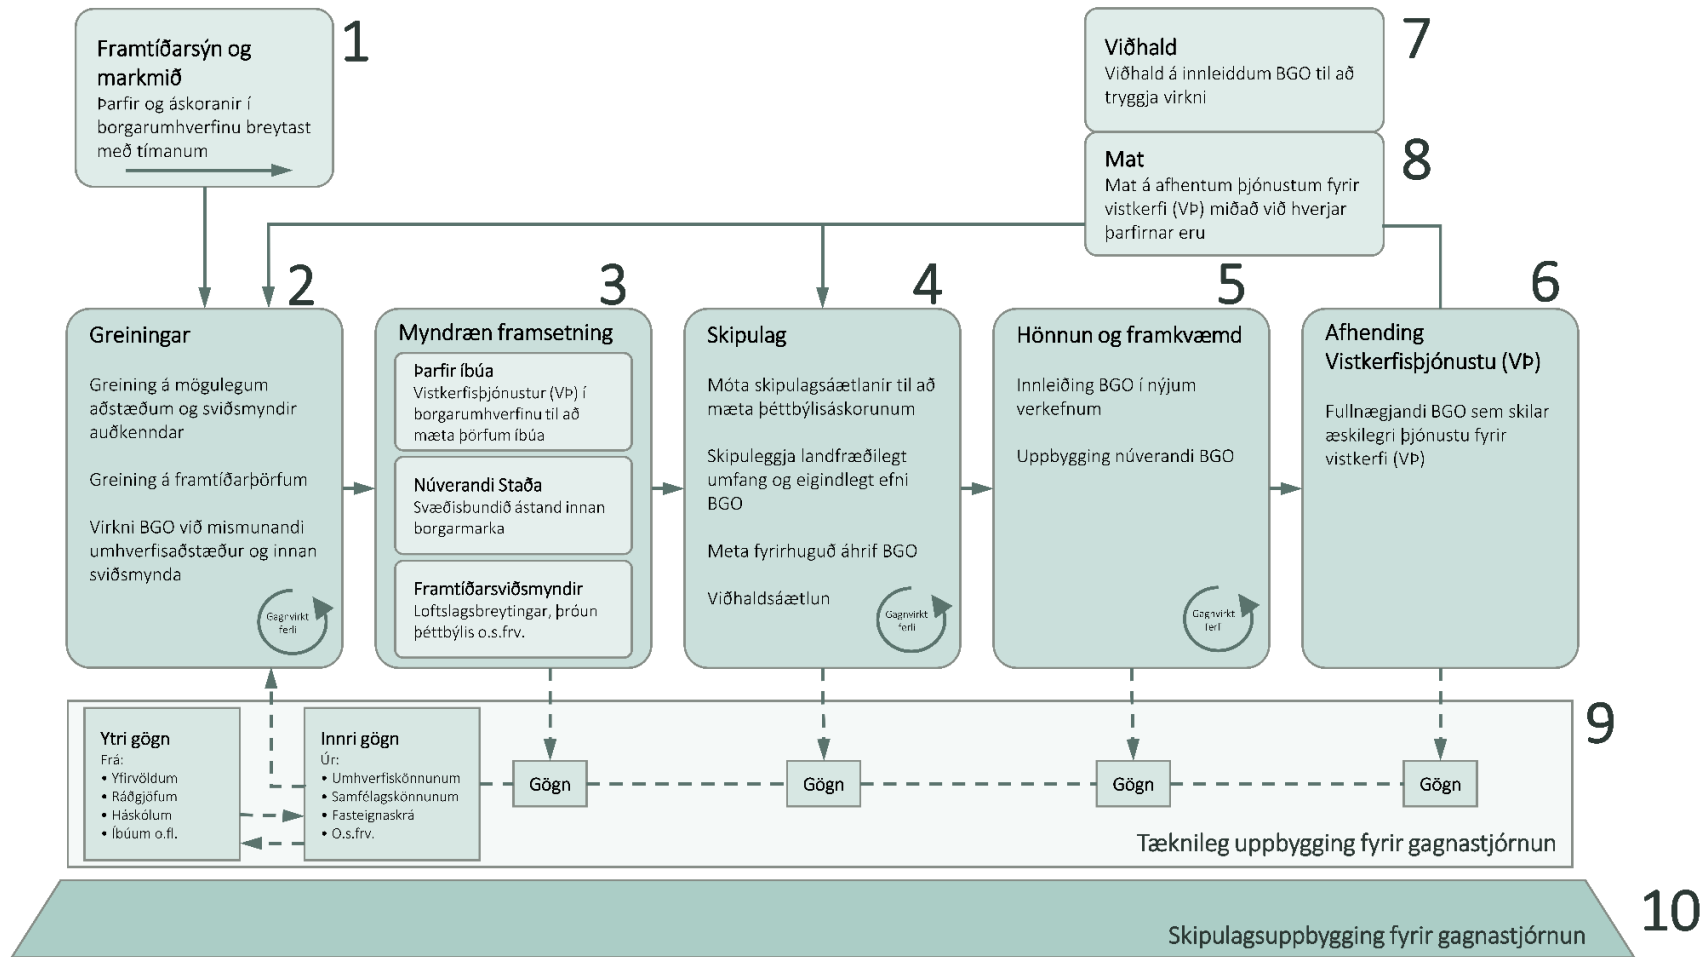 1
Framtíðarsýn og
markmið
Þarfir og áskoranir í
borgarumhverfinu breytast
með tímanum
7
Viðhald
Viðhald á innleiddum BGO til að
tryggja virkni
8
Mat
Mat á afhentum þjónustum fyrir
vistkerfi (VÞ) miðað við hverjar
þarfirnar eru
2
Greiningar
Greining á mögulegum
aðstæðum og sviðsmyndir
auðkenndar
Greining á framtíðarþörfum
Virkni BGO við mismunandi
umhverfisaðstæður og innan
sviðsmynda
Gagnvirkt
ferli
3
Myndræn framsetning
Þarfir íbúa
Vistkerfisþjónustur (VÞ) í
borgarumhverfinu til að
mæta þörfum íbúa
Núverandi Staða
Svæðisbundið ástand innan
borgarmarka
Framtíðarsviðsmyndir
Loftslagsbreytingar, þróun
þéttbýlis o.s.frv.
4
Skipulag
Móta skipulagsáætlanir til að
mæta þéttbýlisáskorunum
Skipuleggja landfræðilegt
umfang og eigindlegt efni
BGO
Meta fyrirhuguð áhrif BGO
Viðhaldsáætlun
Gagnvirkt
ferli
5
Hönnun og framkvæmd
Innleiðing BGO í nýjum
verkefnum
Uppbygging núverandi BGO
Gagnvirkt
ferl
6
Afhending
Vistkerfisþjónustu (VÞ)
Fullnægjandi BGO sem skilar
æskilegri þjónustu fyrir
vistkerfi (VÞ)
9
Ytri gögn
Frá:
• Yfirvöldum
• Ráðgjöfum
• Háskólum
• Íbúum o.fl.
Innri gögn
Úr:
• Umhverfiskönnunum
• Samfélagskönnunum
• Fasteignaskrá
• O.s.frv.
Gögn
Gögn
Gögn
Gögn
Tæknileg uppbygging fyrir gagnastjórnun
10
Skipulagsuppbygging fyrir gagnastjórnun